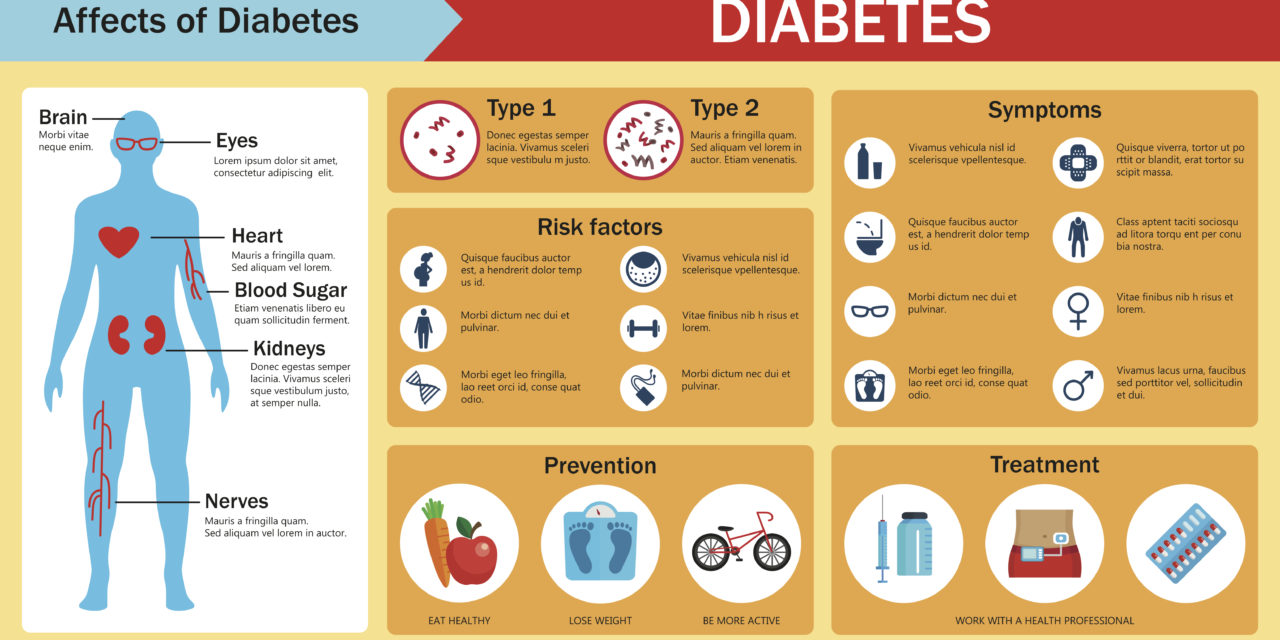 Affects of Diabetes
DIABETES
Brain
Morbi vitae
neque enim.
Eyes
Lorem ipsum dolor sit amet,
consectetur adipiscing elit.
Heart
Mauris a fringilla quam.
Sed aliquam vel lorem.
Blood Sugar
Etiam venenatis libero eu
quam sollicitudin ferment.
Kidneys
Donec egestas semper
lacinia. Vivamus sceleri
sque vestibulum justo,
at semper nulla.
Nerves
Mauris a fringilla quam.
Sed aliquam vel lorem in auctor.
Type 1
Donec egestas semper
lacinia. Vivamus sceleri
sque vestibulu m justo.
Type 2
Mauris a fringilla quam.
Sed aliquam vel lorem in
auctor. Etiam venenatis.
Risk factors
Quisque faucibus auctor
est, a hendrerit dolor temp
us id.
Vivamus vehicula nisl id
scelerisque vpellentesque.
Morbi dictum nec dui et
pulvinar.
Vitae finibus nib h risus et
lorem.
Morbi eget leo fringilla,
lao reet orci id, conse quat
odio.
Morbi dictum nec dui et
pulvinar.
Symptoms
Vivamus vehicula nisl id
scelerisque vpellentesque.
Quisque viverra, tortor ut po
rttit or blandit, erat tortor su
scipit massa.
Quisque faucibus auctor
est, a hendrerit dolor temp
us id.
Class aptent taciti sociosqu
ad litora torqu ent per conu
bia nostra.
Morbi dictum nec dui et
pulvinar.
Vitae finibus nib h risus et
lorem.
Morbi eget leo fringilla,
lao reet orci id, conse quat
odio.
Vivamus lacus urna, faucibus
sed porttitor vel, sollicitudin
et dui.
Prevention
EAT HEALTHY
LOSE WEIGHT
BE MORE ACTIVE
Treatment
WORK WITH A HEALTH PROFESSIONAL